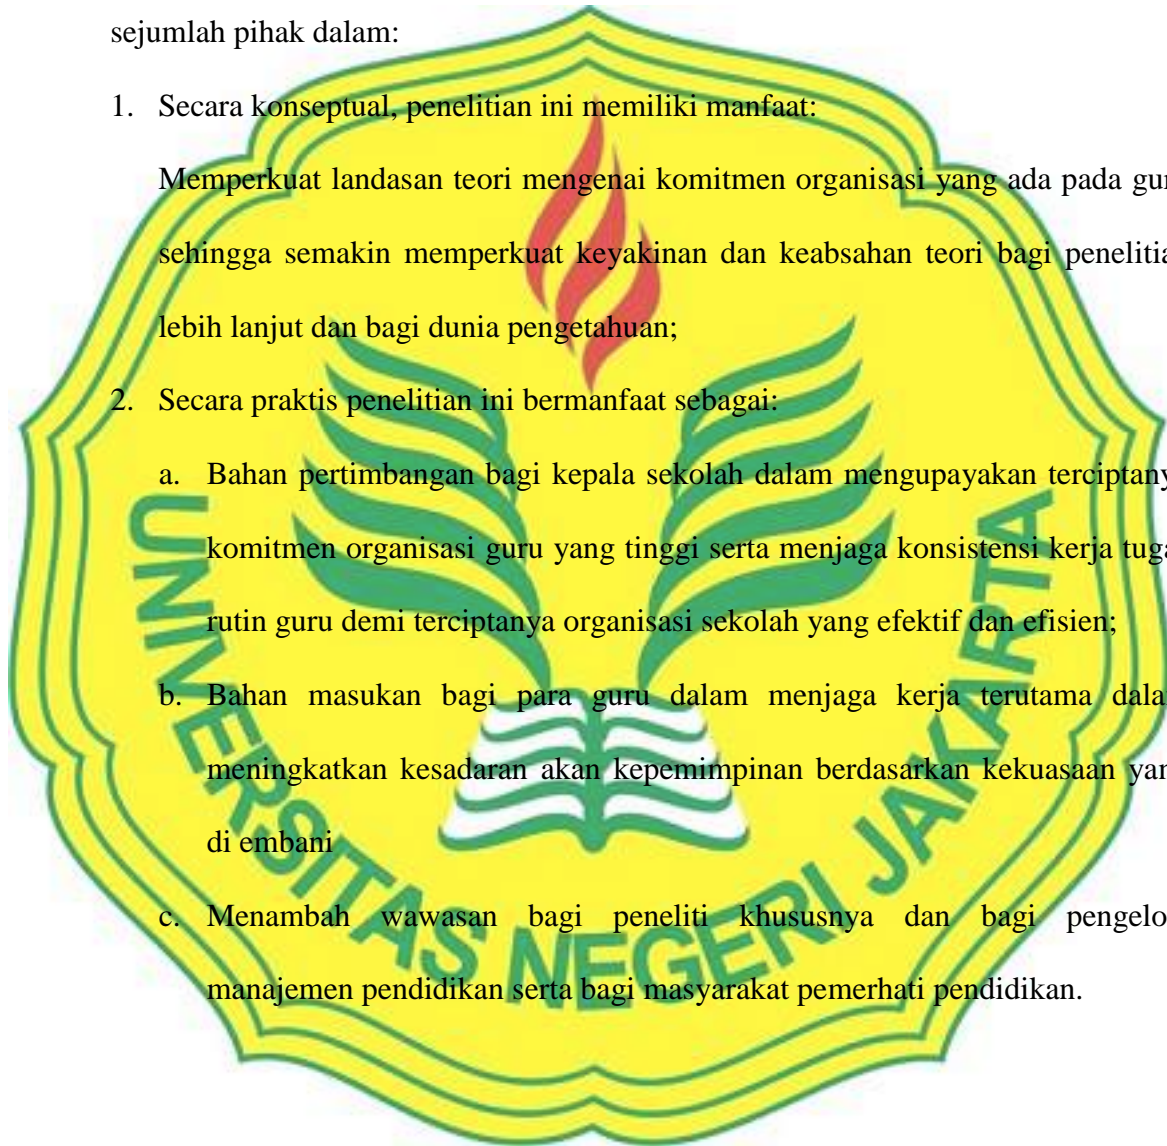 sejumlah pihak dalam:
1. Secara konseptual, penelitian ini memiliki manfaat:
Memperkuat landasan teori mengenai komitmen organisasi yang ada pada gur
sehingga semakin memperkuat keyakinan dan keabsahan teori bagi penelitia
lebih lanjut dan bagi dunia pengetahuan;
2. Secara praktis penelitian ini bermanfaat sebagai:
a. Bahan pertimbangan bagi kepala sekolah dalam mengupayakan terciptany
komitmen organisasi guru yang tinggi serta menjaga konsistensi kerja tuga
rutin guru demi terciptanya organisasi sekolah yang efektif dan efisien;
b. Bahan masukan bagi para guru dalam menjaga kerja terutama dala
meningkatkan kesadaran akan kepemimpinan berdasarkan kekuasaan yan
di embani
c. Menambah wawasan bagi peneliti khususnya dan bagi pengelo
manajemen pendidikan serta bagi masyarakat pemerhati pendidikan.
UNIVERSITAS NEGERI JAKARTA